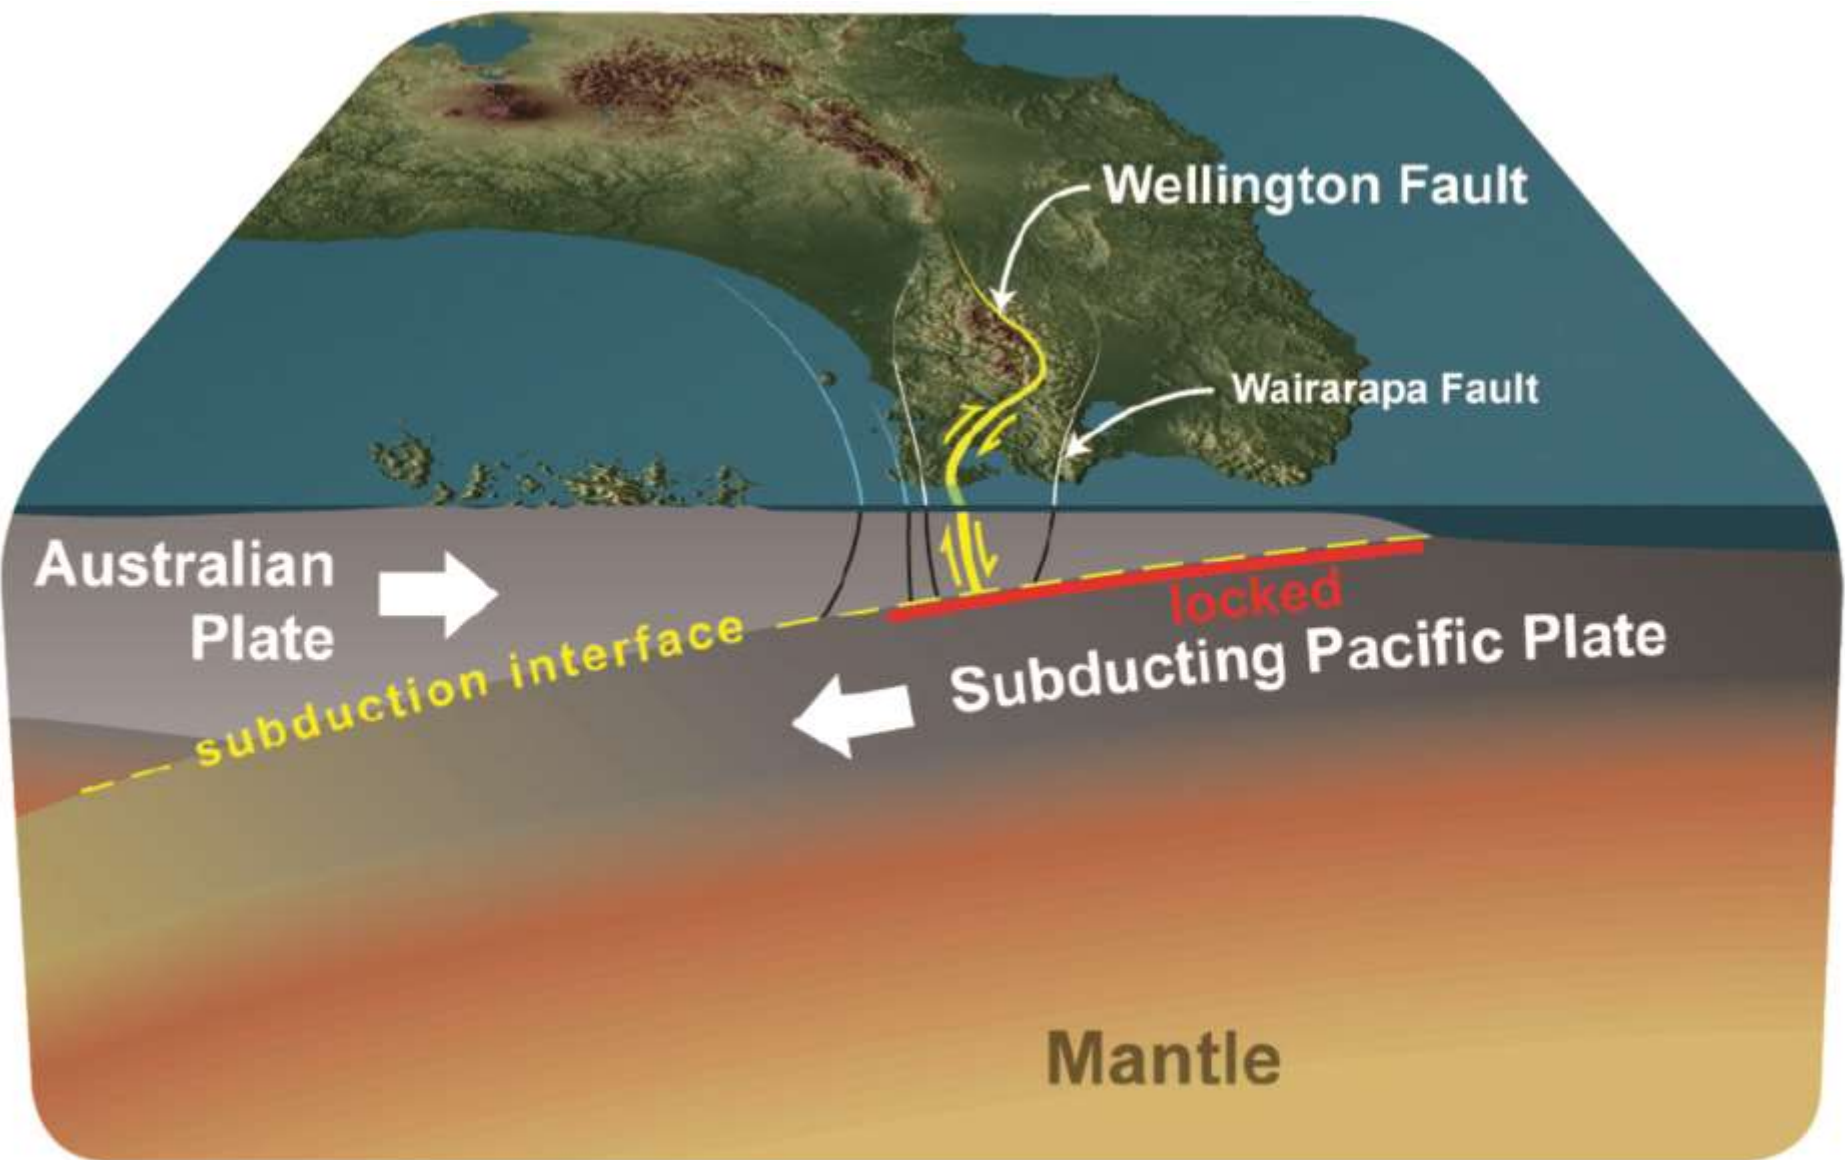 Wellington Fault
Wairarapa Fault
Australian
Plate
locked
subduction interface
Subducting Pacific Plate
Mantle